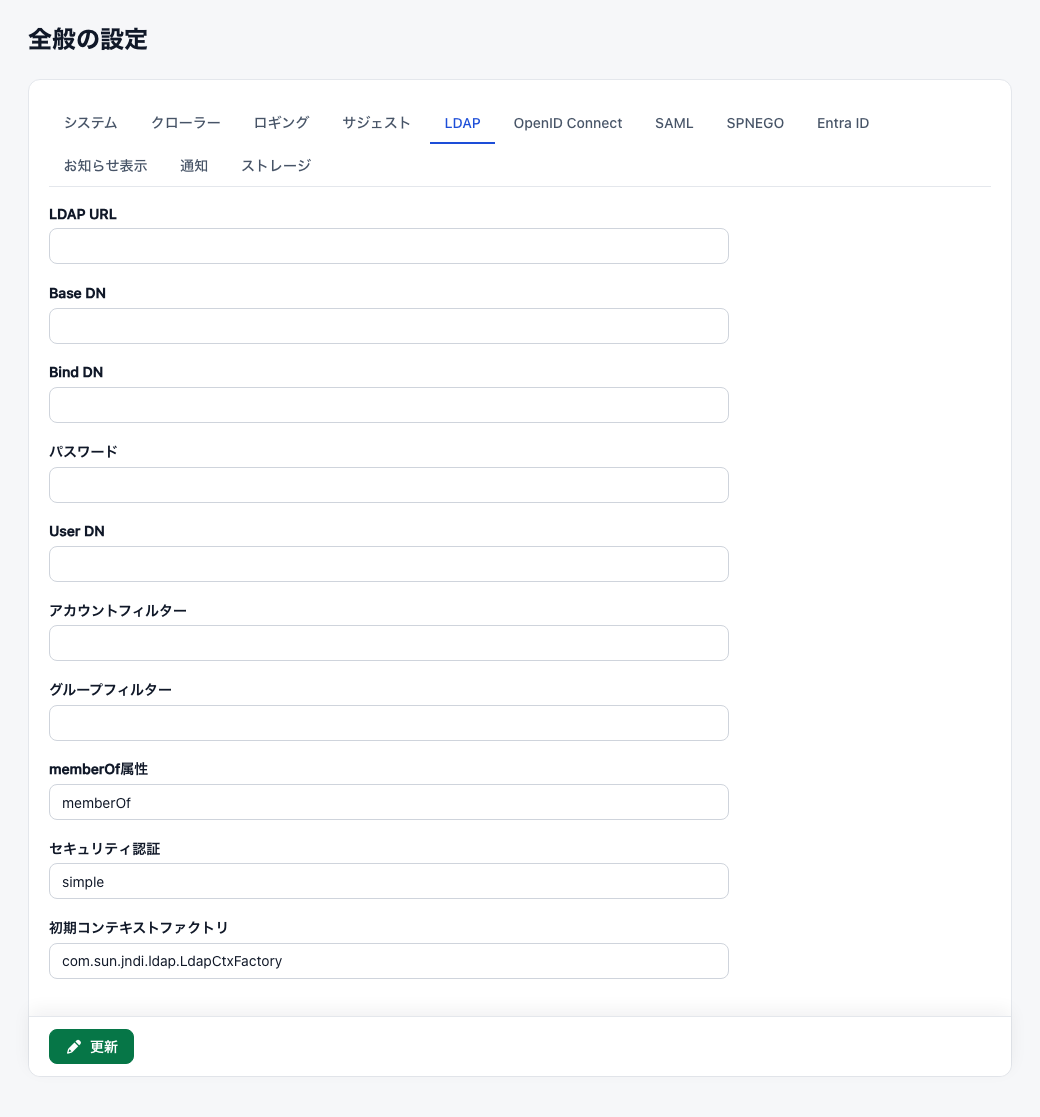 全般の設定
システム クローラー ロギング サジェスト LDAP OpenID Connect SAML SPNEGO Entra ID
お知らせ表示 通知 ストレージ
LDAP URL
Base DN
Bind DN
パスワード
User DN
アカウントフィルター
グループフィルター
memberOf属性
memberOf
セキュリティ認証
simple
初期コンテキストファクトリ
com.sun.jndi.ldap.LdapCtxFactory
更新